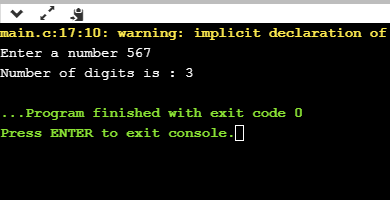 main.c:17:10: warning: implicit declaration of
Enter a number 567
Number of digits is : 3
...Program finished with exit code 0
Press ENTER to exit console.